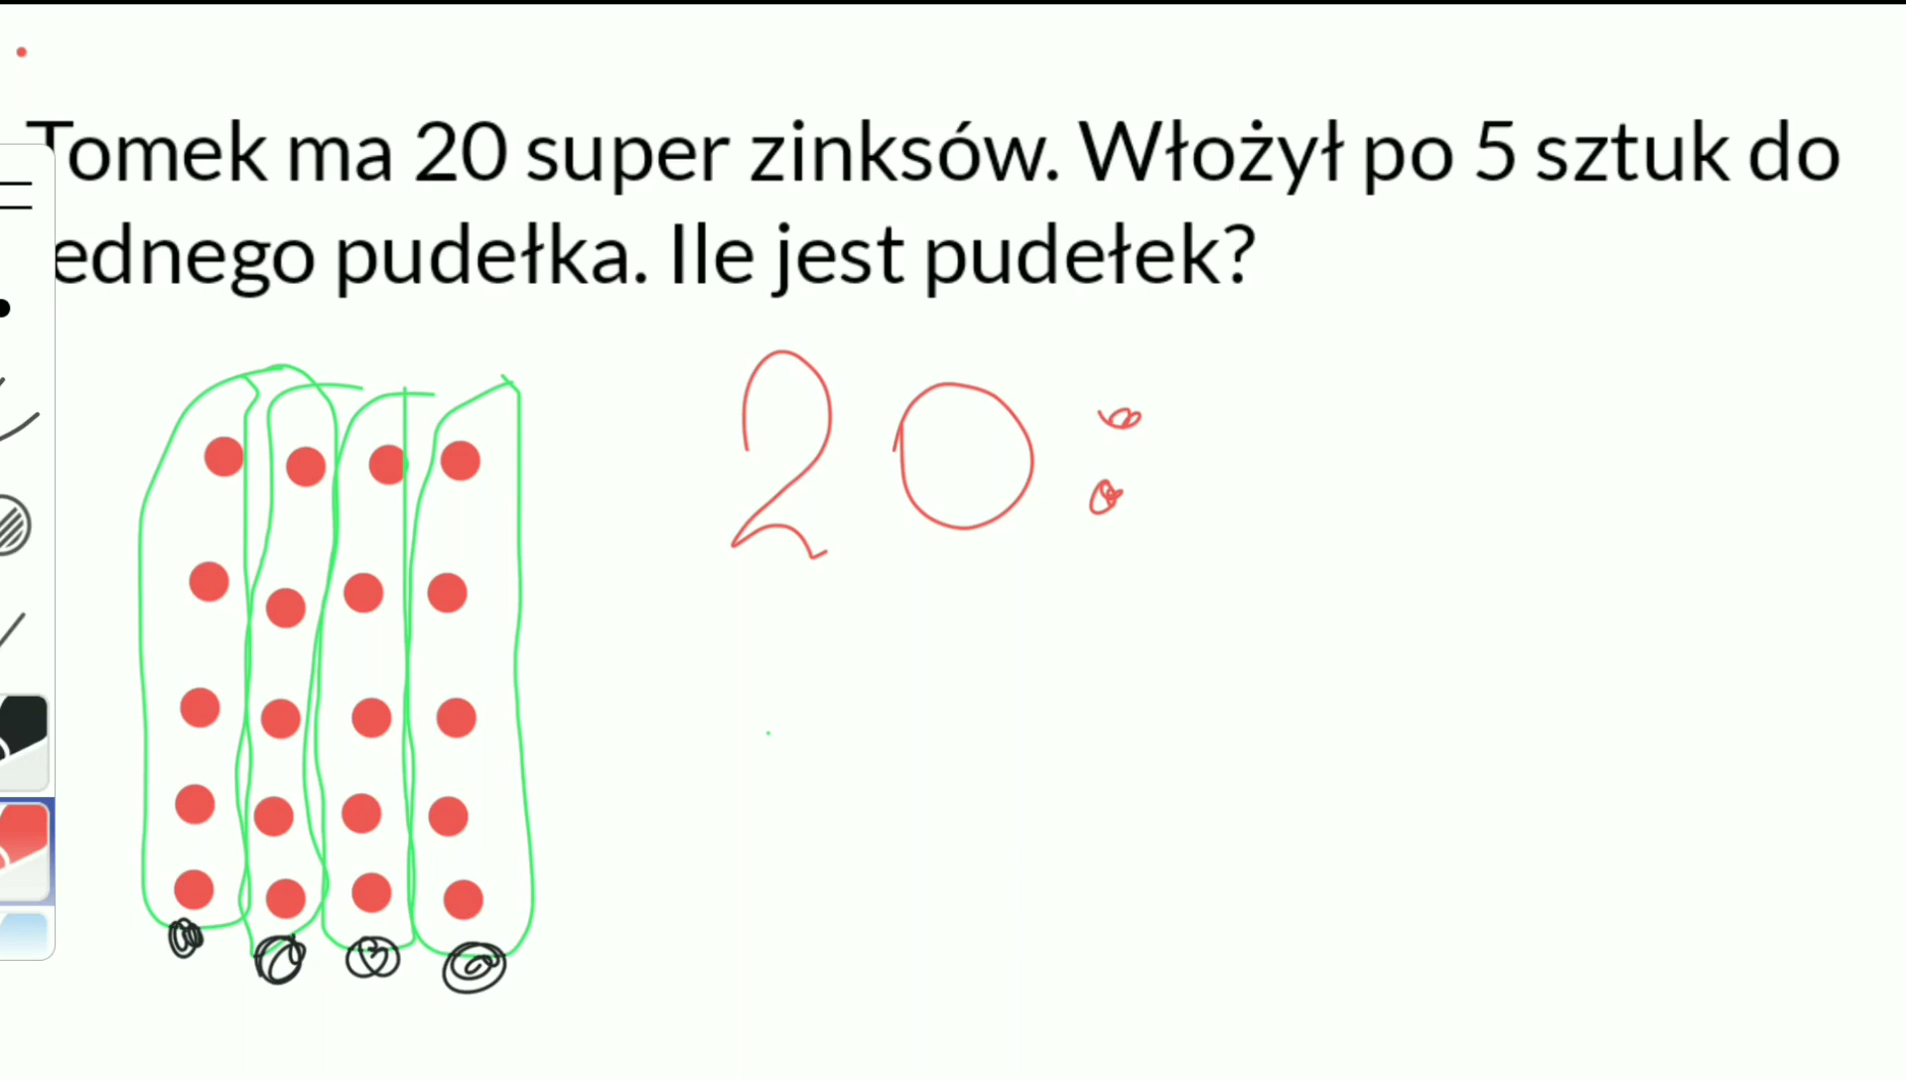 Tomek ma 20 super zinksów. Włożył po 5 sztuk do
ednego pudełka. Ile jest pudełek?
20: